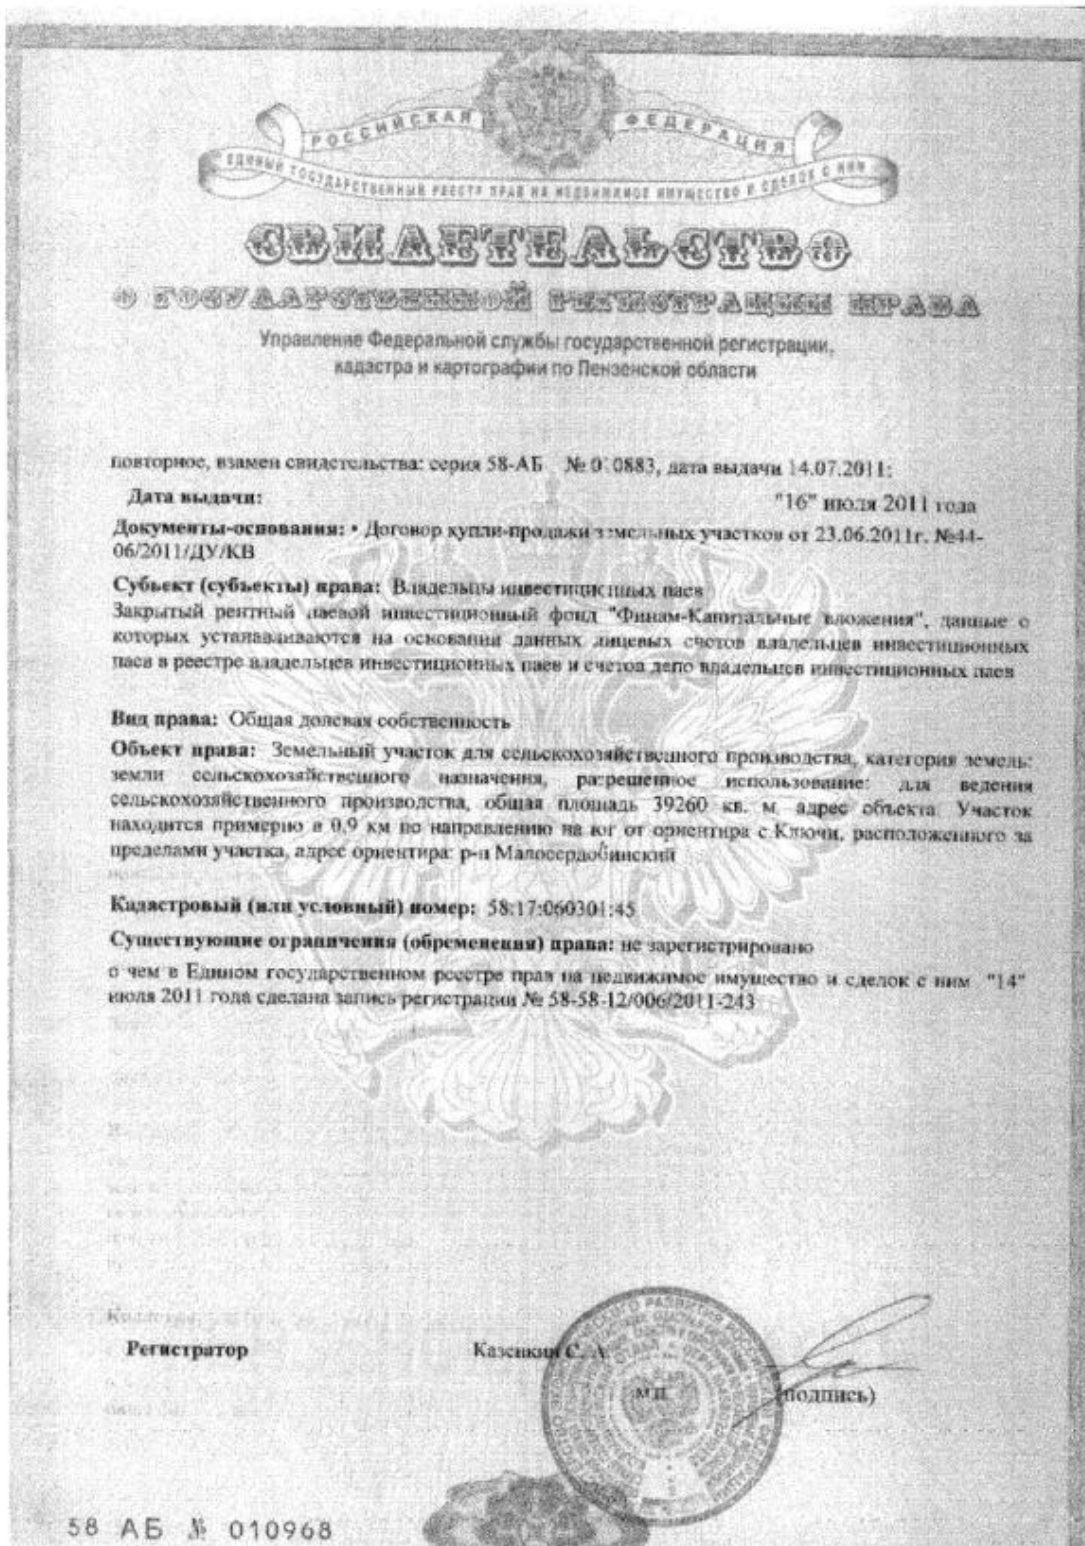 РОССИЙСКАЯ ФЕДЕРАЦИЯ
ЕДИНЫЙ ГОСУДАРСТВЕННЫЙ РЕЕСТР ПРАВ НА НЕДВИЖИМОЕ ИМУЩЕСТВО И СДЕЛОК С НИМ
СВИДЕТЕЛЬСТВО
О ГОСУДАРСТВЕННОЙ РЕГИСТРАЦИИ ПРАВА
Управление Федеральной службы государственной регистрации,
кадастра и картографии по Пензенской области
повторное, взамен свидетельства: серия 58-АБ № 010883, дата выдачи 14.07.2011:
Дата выдачи: "16" июля 2011 года
Документы-основания: • Договор купли-продажи земельных участков от 23.06.2011г. №44-
06/2011/ДУ/КВ
Субъект (субъекты) права: Владельцы инвестиционных паев
Закрытый рентный паевой инвестиционный фонд "Финам-Капитальные вложения", данные о
которых устанавливаются на основании данных лицевых счетов владельцев инвестиционных
паев в реестре владельцев инвестиционных паев и счетов депо владельцев инвестиционных паев
Вид права: Общая долевая собственность
Объект права: Земельный участок для сельскохозяйственного производства, категория земель:
земли сельскохозяйственного назначения, разрешенное использование: для ведения
сельскохозяйственного производства, общая площадь 39260 кв. м, адрес объекта: Участок
находится примерно в 0,9 км по направлению на юг от ориентира с.Ключи, расположенного за
пределами участка, адрес ориентира: р-н Малосердобинский
Кадастровый (или условный) номер: 58:17:060301:45
Существующие ограничения (обременения) права: не зарегистрировано
о чем в Едином государственном реестре прав на недвижимое имущество и сделок с ним "14"
июля 2011 года сделана запись регистрации № 58-58-12/006/2011-243
Регистратор Казенкин С. А.
М.П. (подпись)
58 АБ № 010968